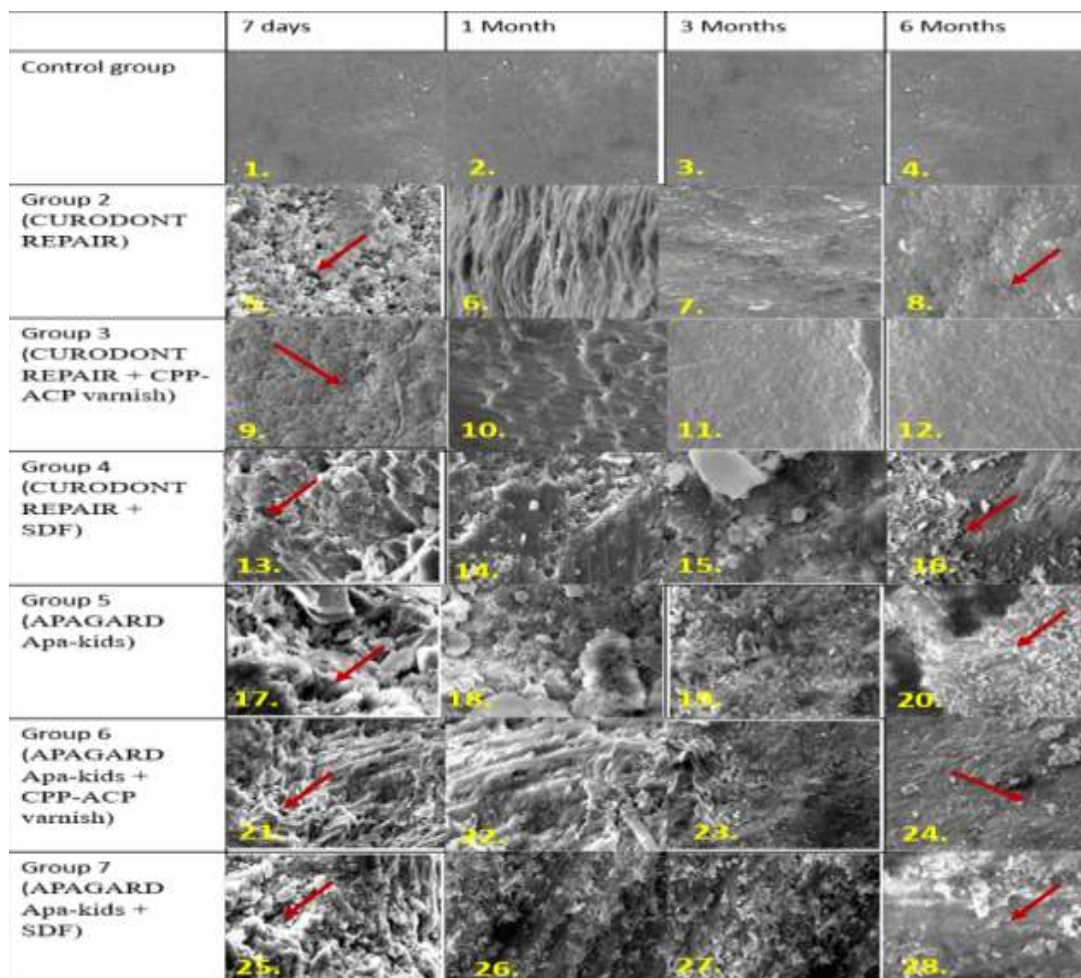 7 days 1 Month 3 Months 6 Months
Control group
1. 2. 3. 4.
Group 2
(CURODONT
REPAIR)
5. 6. 7. 8.
Group 3
(CURODONT
REPAIR + CPP-
ACP varnish)
9. 10. 11. 12.
Group 4
(CURODONT
REPAIR +
SDF)
13. 14. 15. 16.
Group 5
(APAGARD
Apa-kids)
17. 18. 19. 20.
Group 6
(APAGARD
Apa-kids +
CPP-ACP
varnish)
21. 22. 23. 24.
Group 7
(APAGARD
Apa-kids +
SDF)
25. 26. 27. 28.